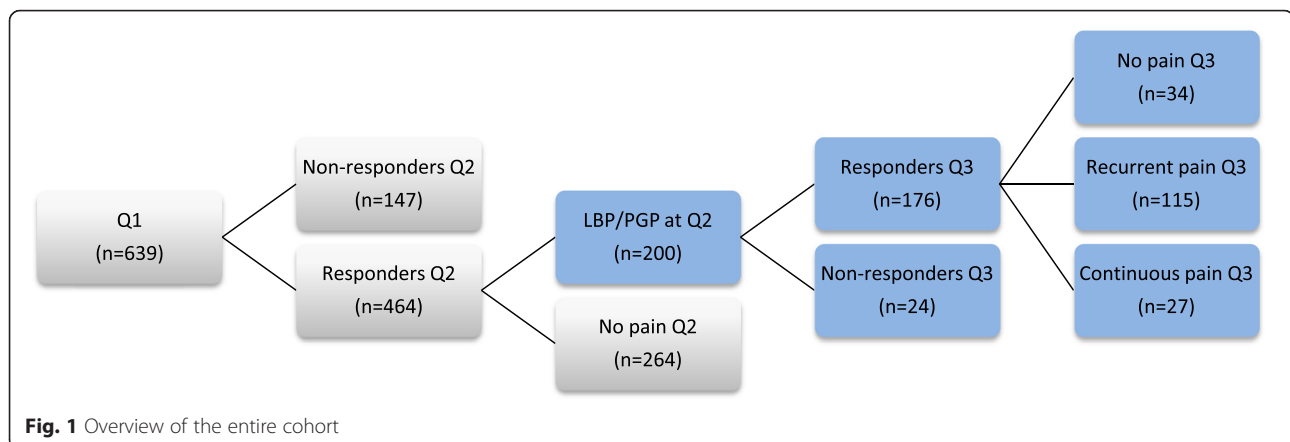 Q1
(n=639)
Non-responders Q2
(n=147)
Responders Q2
(n=464)
LBP/PGP at Q2
(n=200)
No pain Q2
(n=264)
Responders Q3
(n=176)
Non-responders Q3
(n=24)
No pain Q3
(n=34)
Recurrent pain Q3
(n=115)
Continuous pain Q3
(n=27)
Fig. 1 Overview of the entire cohort